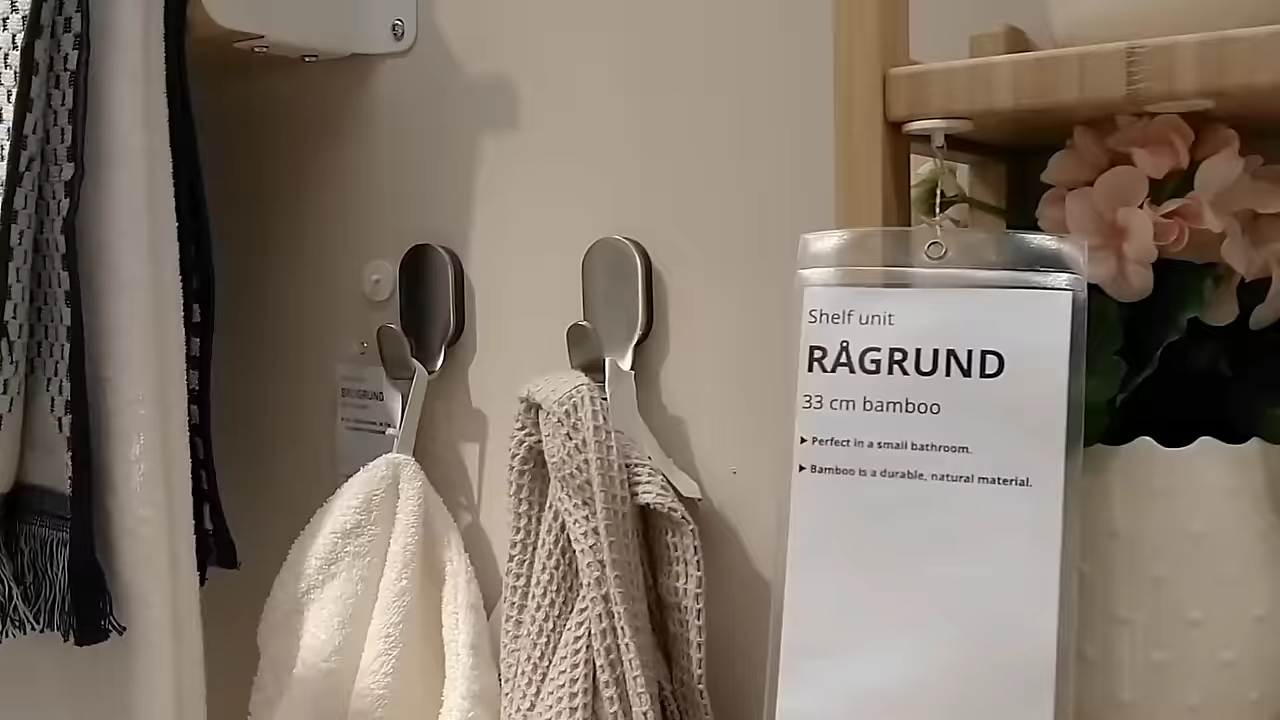 Shelf unit
RÅGRUND
33 cm bamboo
▶ Perfect in a small bathroom.
▶ Bamboo is a durable, natural material.